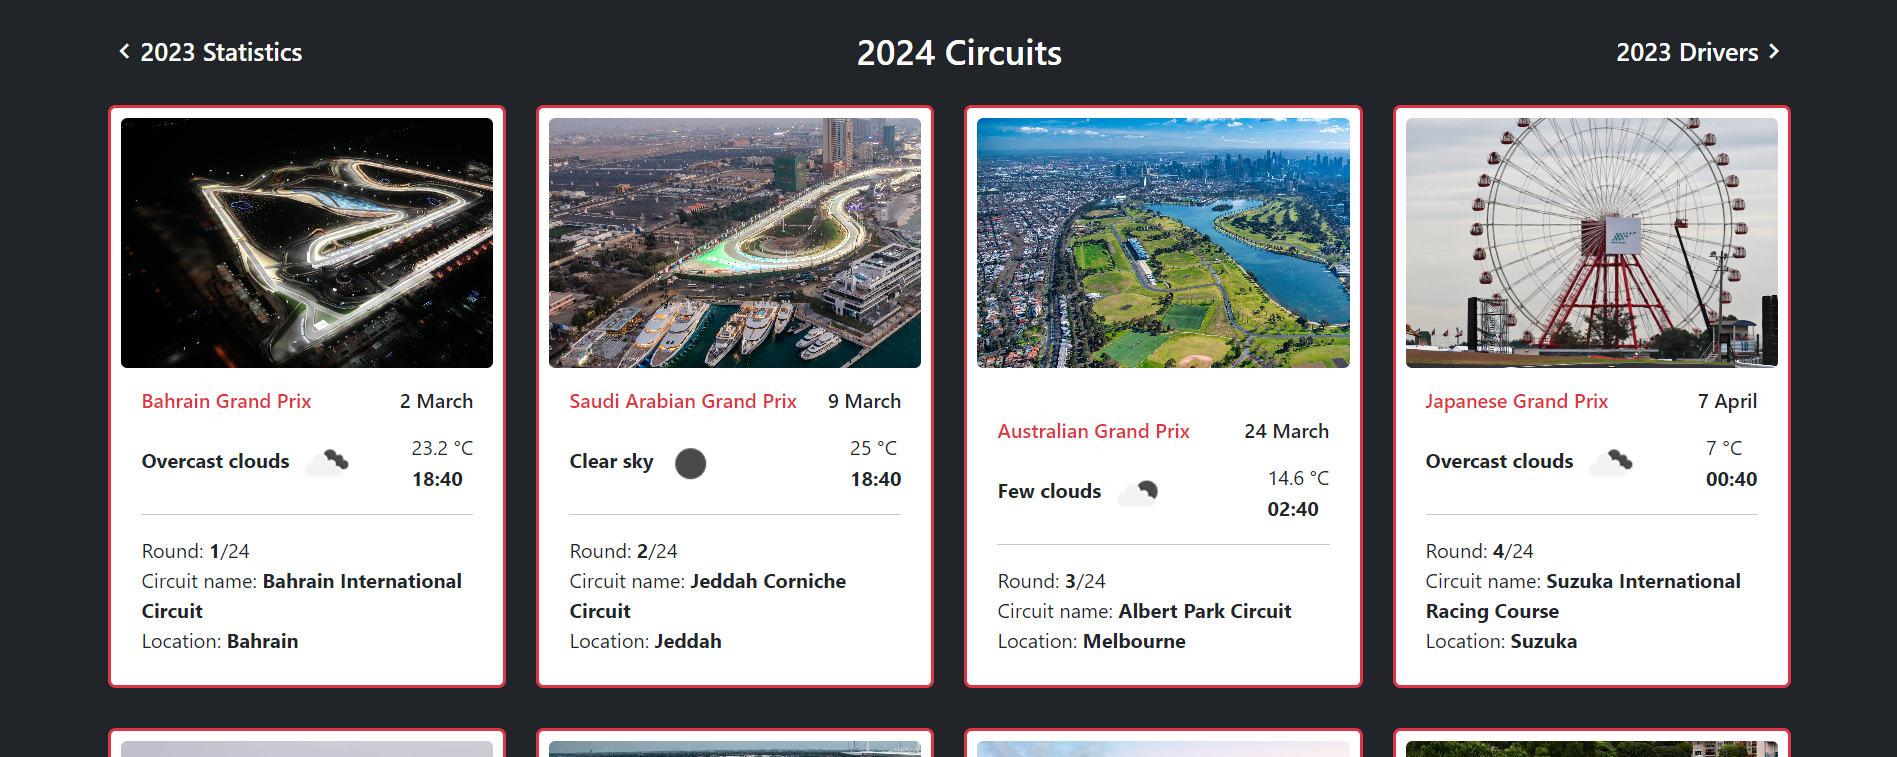 2023 Statistics
2024 Circuits
2023 Drivers
Bahrain Grand Prix 2 March
Overcast clouds 23.2 °C
18:40
Round: 1/24
Circuit name: Bahrain International
Circuit
Location: Bahrain
Saudi Arabian Grand Prix 9 March
Clear sky 25 °C
18:40
Round: 2/24
Circuit name: Jeddah Corniche
Circuit
Location: Jeddah
Australian Grand Prix 24 March
Few clouds 14.6 °C
02:40
Round: 3/24
Circuit name: Albert Park Circuit
Location: Melbourne
Japanese Grand Prix 7 April
Overcast clouds 7 °C
00:40
Round: 4/24
Circuit name: Suzuka International
Racing Course
Location: Suzuka